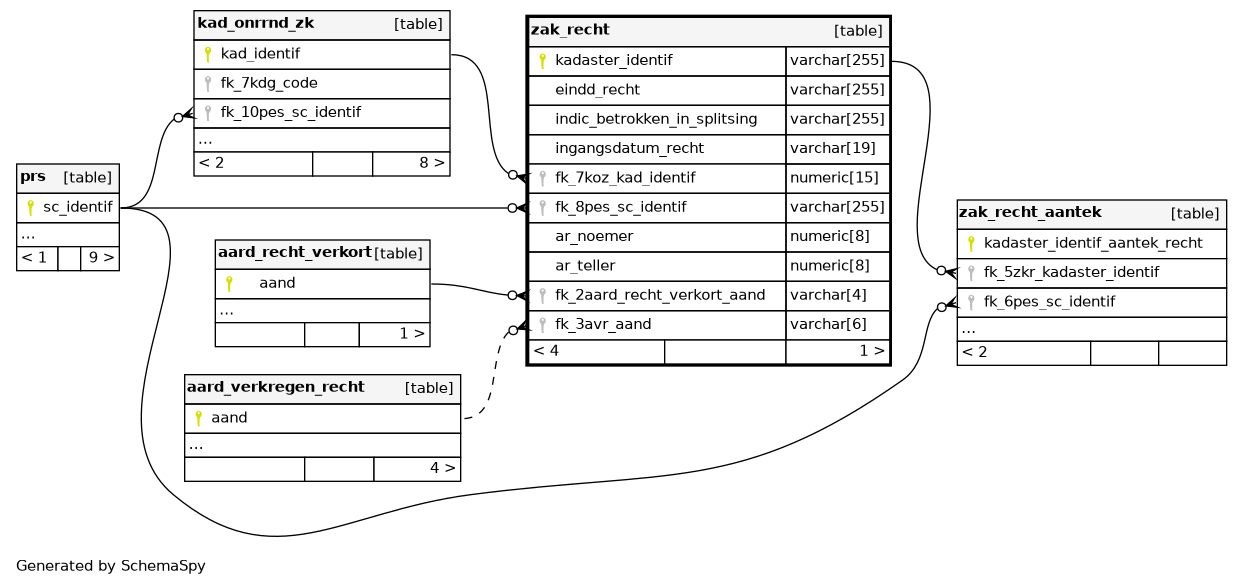 kad_onrrnd_zk [table]
kad_identif
fk_7kdg_code
fk_10pes_sc_identif
...
< 2 8 >
prs [table]
sc_identif
...
< 1 9 >
aard_recht_verkort [table]
aand
...
1 >
aard_verkregen_recht [table]
aand
...
4 >
zak_recht [table]
kadaster_identif varchar[255]
eindd_recht varchar[255]
indic_betrokken_in_splitsing varchar[255]
ingangsdatum_recht varchar[19]
fk_7koz_kad_identif numeric[15]
fk_8pes_sc_identif varchar[255]
ar_noemer numeric[8]
ar_teller numeric[8]
fk_2aard_recht_verkort_aand varchar[4]
fk_3avr_aand varchar[6]
< 4 1 >
zak_recht_aantek [table]
kadaster_identif_aantek_recht
fk_5zkr_kadaster_identif
fk_6pes_sc_identif
...
< 2
Generated by SchemaSpy